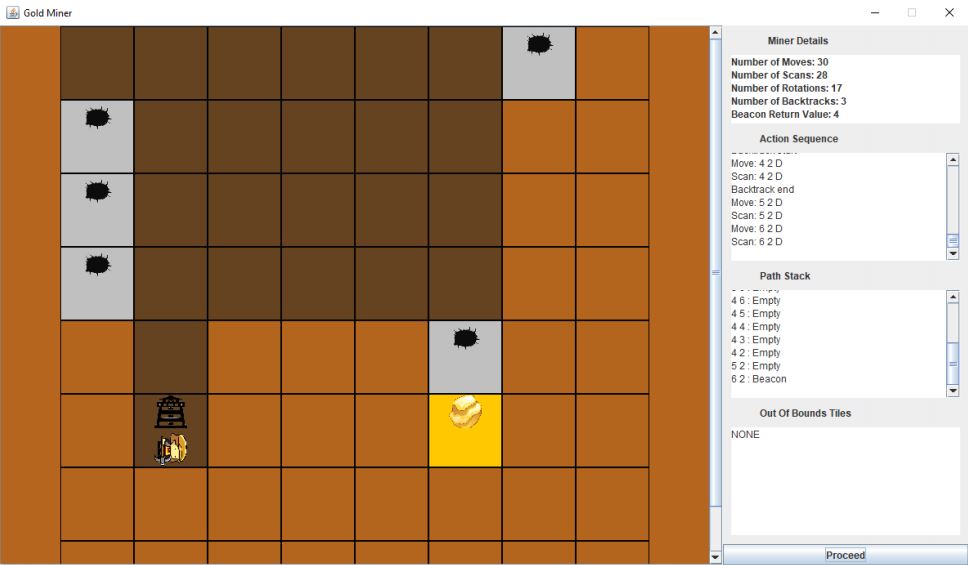 Gold Miner
Miner Details
Number of Moves: 30
Number of Scans: 28
Number of Rotations: 17
Number of Backtracks: 3
Beacon Return Value: 4
Action Sequence
Move: 4 2 D
Scan: 4 2 D
Backtrack end
Move: 5 2 D
Scan: 5 2 D
Move: 6 2 D
Scan: 6 2 D
Path Stack
4 6 : Empty
4 5 : Empty
4 4 : Empty
4 3 : Empty
4 2 : Empty
5 2 : Empty
6 2 : Beacon
Out Of Bounds Tiles
NONE
Proceed